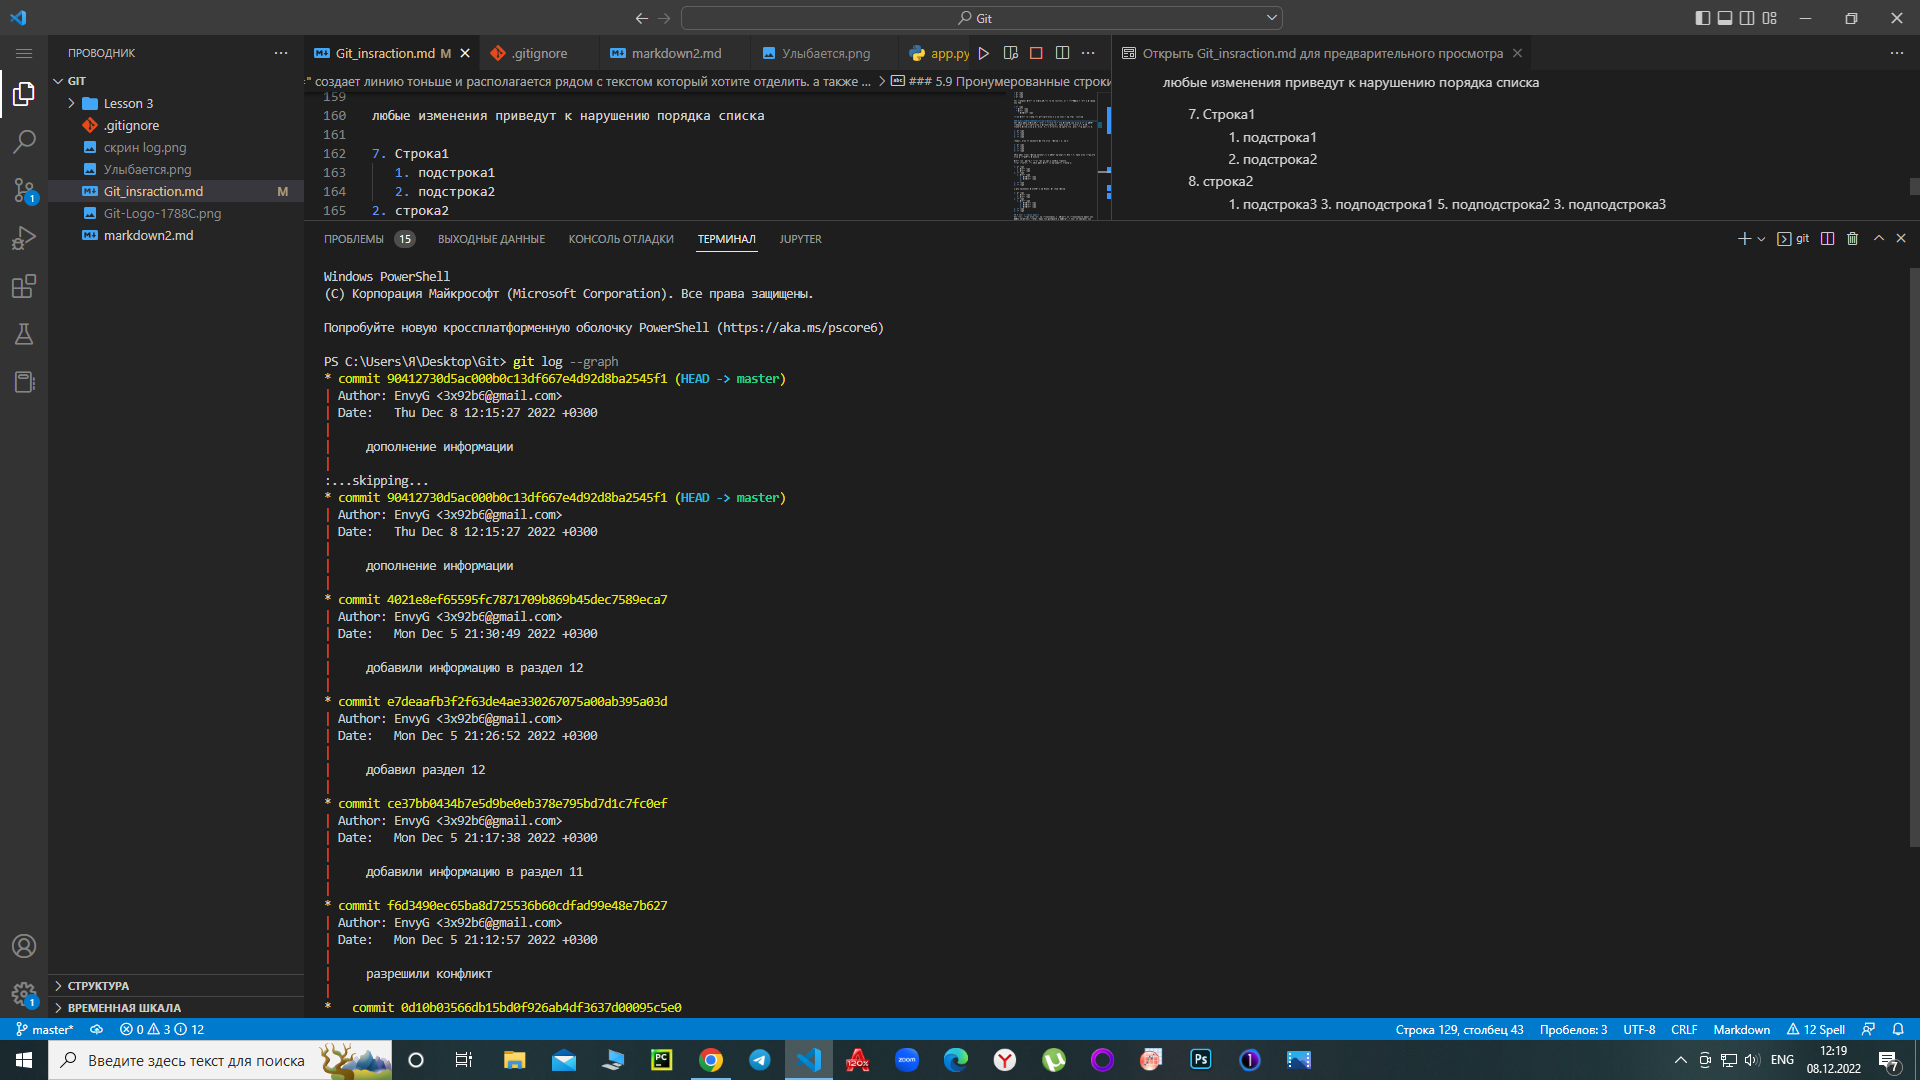 Git
ПРОВОДНИК
GIT
Lesson 3
.gitignore
скрин log.png
Улыбается.png
Git_insraction.md M
Git-Logo-1788C.png
markdown2.md
СТРУКТУРА
ВРЕМЕННАЯ ШКАЛА
Git_insraction.md M
.gitignore
markdown2.md
Улыбается.png
app.py
=" создает линию тоньше и располагается рядом с текстом который хотите отделить. а также ... > ### 5.9 Пронумерованные строки
159
160 любые изменения приведут к нарушению порядка списка
161
162 7. Строка1
163 1. подстрока1
164 2. подстрока2
165 2. строка2
Открыть Git_insraction.md для предварительного просмотра
любые изменения приведут к нарушению порядка списка
7. Строка1
1. подстрока1
2. подстрока2
8. строка2
1. подстрока3 3. подподстрока1 5. подподстрока2 3. подподстрока3
ПРОБЛЕМЫ 15 ВЫХОДНЫЕ ДАННЫЕ КОНСОЛЬ ОТЛАДКИ ТЕРМИНАЛ JUPYTER
git
Windows PowerShell
(C) Корпорация Майкрософт (Microsoft Corporation). Все права защищены.
Попробуйте новую кроссплатформенную оболочку PowerShell (https://aka.ms/pscore6)
PS C:\Users\Я\Desktop\Git> git log --graph
* commit 90412730d5ac000b0c13df667e4d92d8ba2545f1 (HEAD -> master)
| Author: EnvyG <3x92b6@gmail.com>
| Date:   Thu Dec 8 12:15:27 2022 +0300
|
|     дополнение информации
|
:...skipping...
* commit 90412730d5ac000b0c13df667e4d92d8ba2545f1 (HEAD -> master)
| Author: EnvyG <3x92b6@gmail.com>
| Date:   Thu Dec 8 12:15:27 2022 +0300
|
|     дополнение информации
|
* commit 4021e8ef65595fc7871709b869b45dec7589eca7
| Author: EnvyG <3x92b6@gmail.com>
| Date:   Mon Dec 5 21:30:49 2022 +0300
|
|     добавили информацию в раздел 12
|
* commit e7deaafb3f2f63de4ae330267075a00ab395a03d
| Author: EnvyG <3x92b6@gmail.com>
| Date:   Mon Dec 5 21:26:52 2022 +0300
|
|     добавил раздел 12
|
* commit ce37bb0434b7e5d9be0eb378e795bd7d1c7fc0ef
| Author: EnvyG <3x92b6@gmail.com>
| Date:   Mon Dec 5 21:17:38 2022 +0300
|
|     добавили информацию в раздел 11
|
* commit f6d3490ec65ba8d725536b60cdfad99e48e7b627
| Author: EnvyG <3x92b6@gmail.com>
| Date:   Mon Dec 5 21:12:57 2022 +0300
|
|     разрешили конфликт
|
*   commit 0d10b03566db15bd0f926ab4df3637d00095c5e0
master* 0 3 12
Строка 129, столбец 43 Пробелов: 3 UTF-8 CRLF Markdown 12 Spell
Введите здесь текст для поиска
ENG
12:19
08.12.2022
7